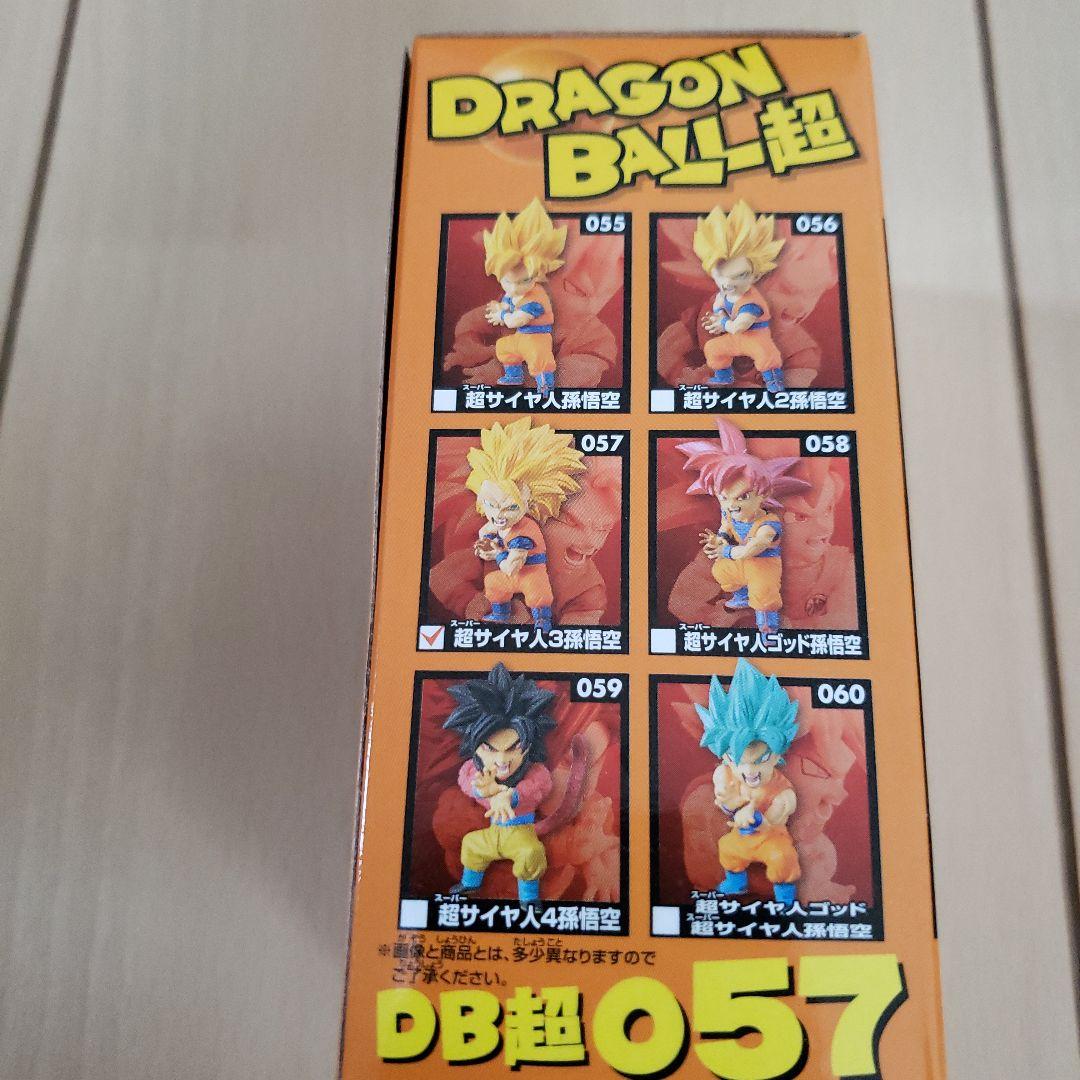 DRAGON
BALL超
055
056
スーパー
超サイヤ人孫悟空
スーパー
超サイヤ人2孫悟空
057
058
スーパー
超サイヤ人3孫悟空
スーパー
超サイヤ人ゴッド孫悟空
059
060
スーパー
超サイヤ人4孫悟空
スーパー
超サイヤ人ゴッド
スーパー
超サイヤ人孫悟空
がぞう しょうひん たしょうこと
※画像と商品とは、多少異なりますので
りょうしょう
ご了承ください。
DB超057